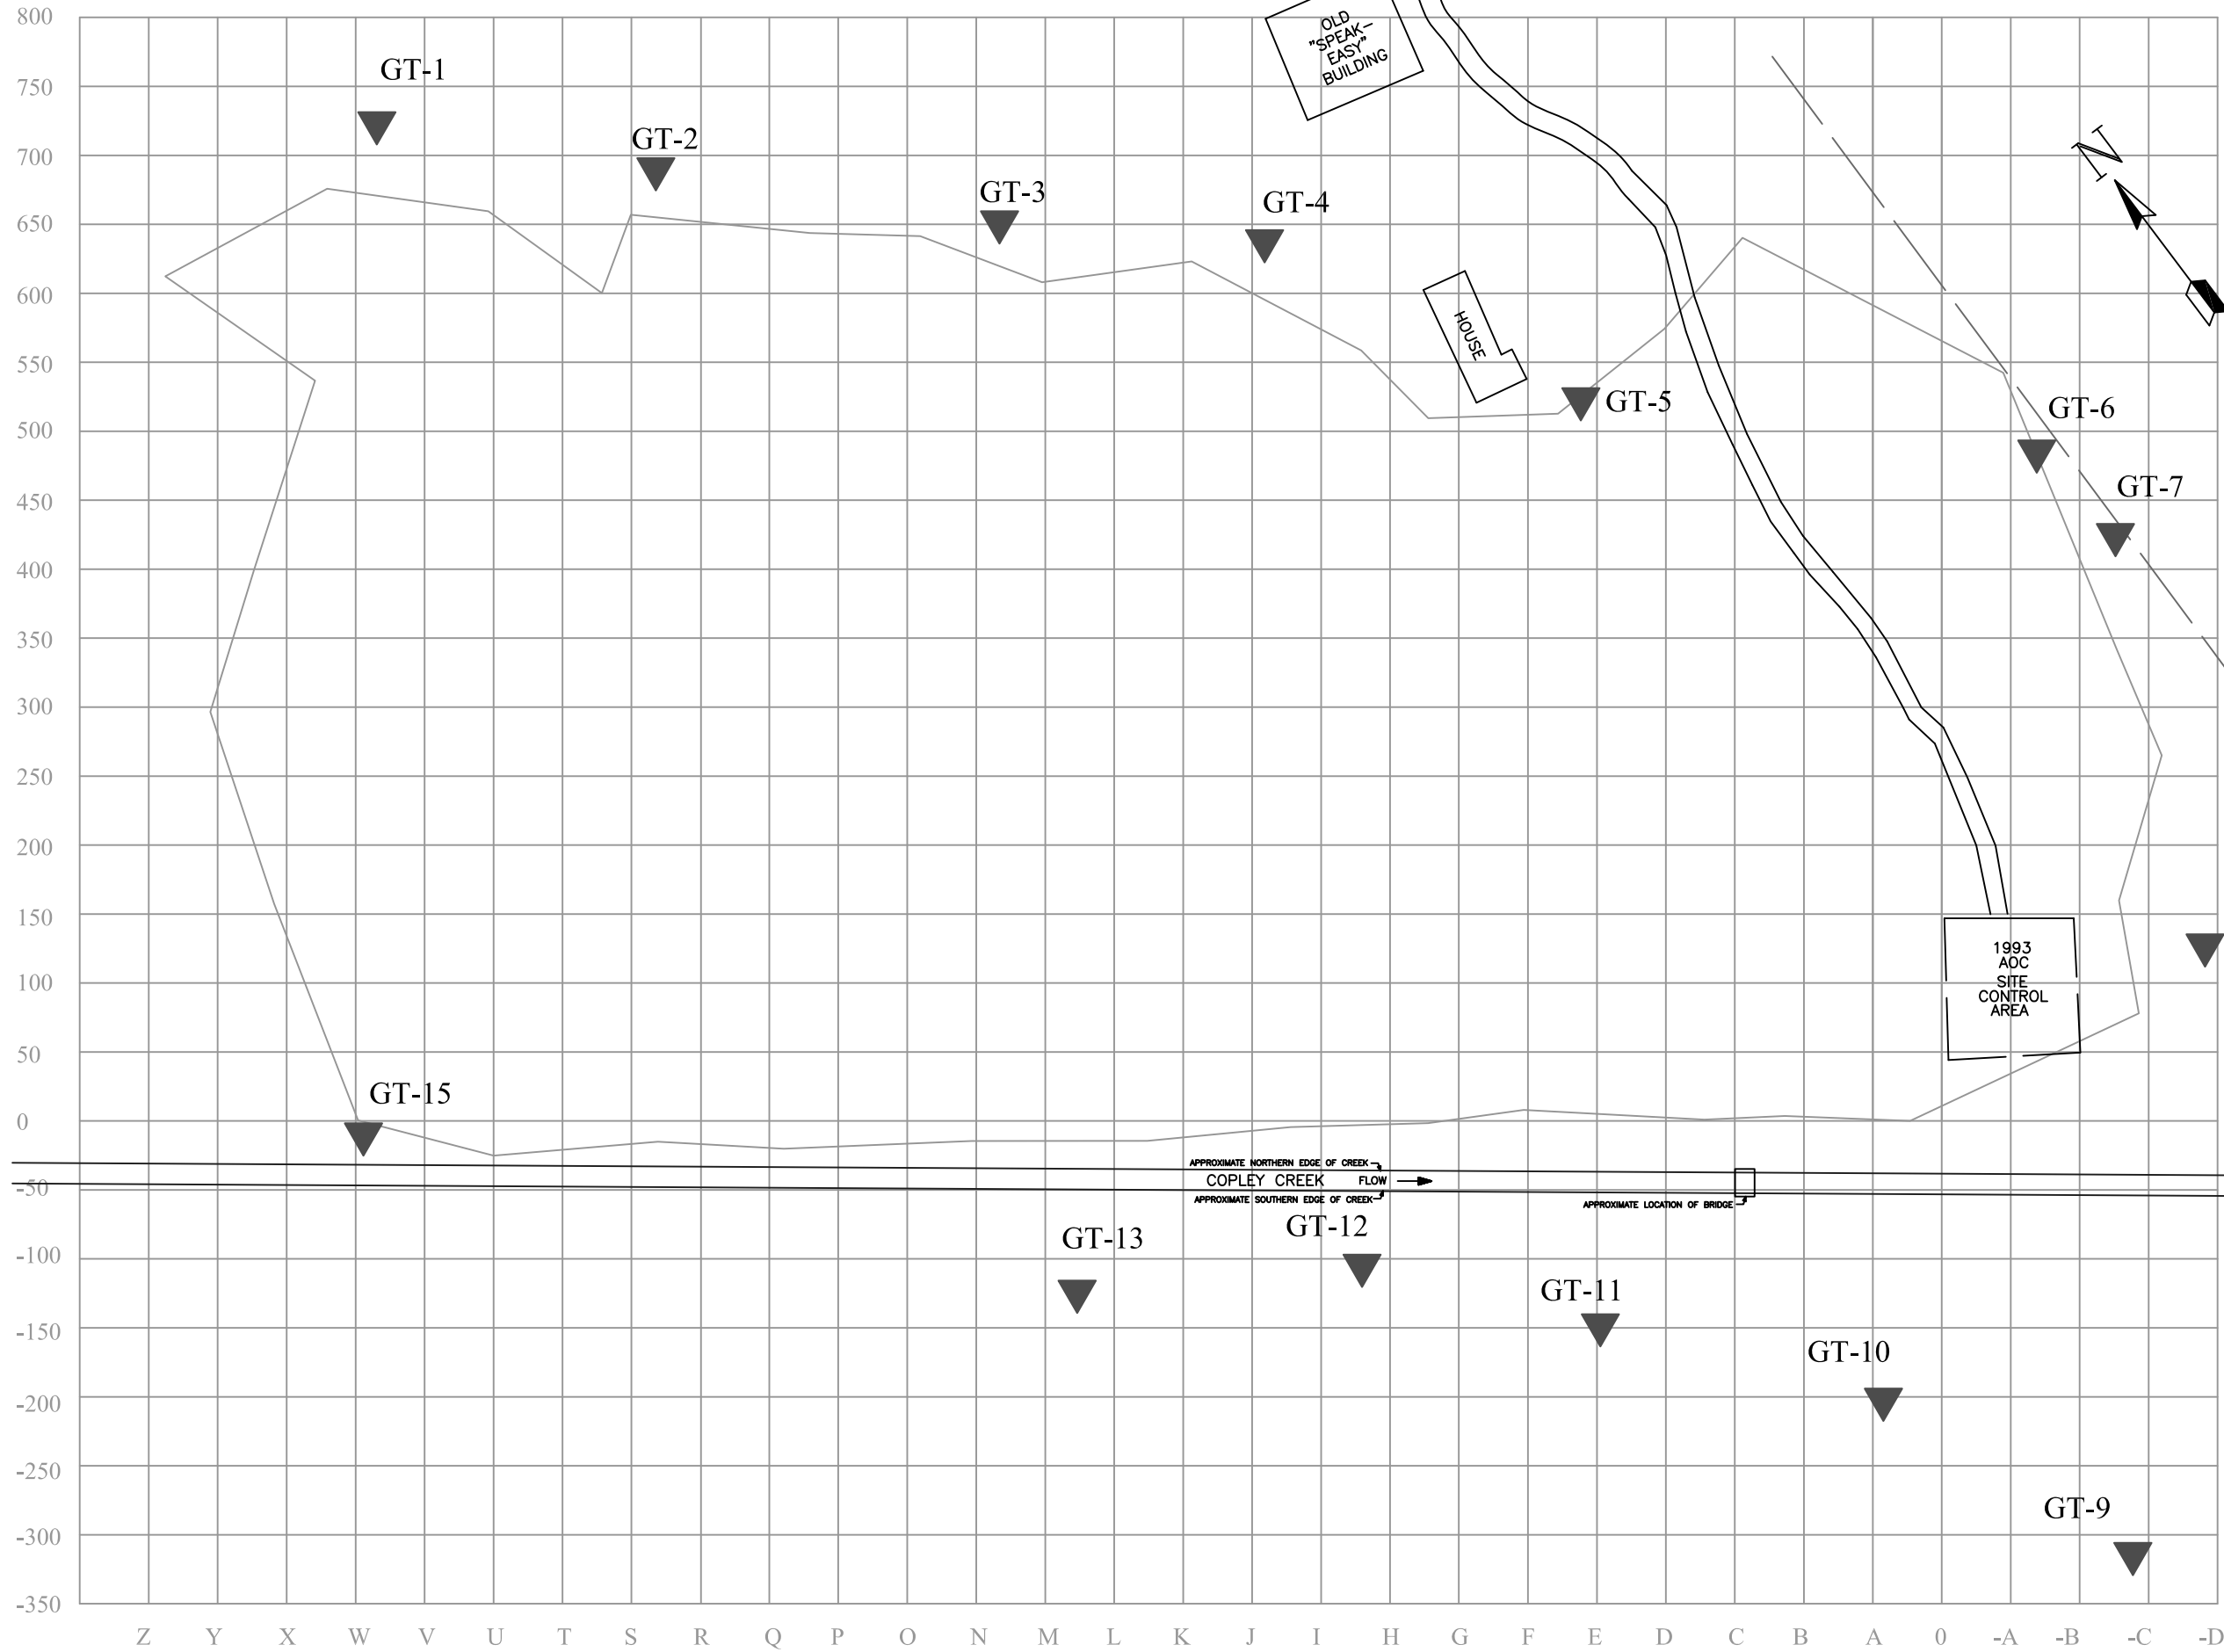 800
OLD
"SPEAK-
EASY"
BUILDING
GT-1
750
GT-2
700
N
GT-3
GT-4
650
600
HOUSE
550
GT-5
GT-6
500
GT-7
450
400
350
300
250
200
150
1993
AOC
SITE
CONTROL
AREA
100
50
GT-15
0
APPROXIMATE NORTHERN EDGE OF CREEK
COPLEY CREEK FLOW
-50
APPROXIMATE SOUTHERN EDGE OF CREEK
APPROXIMATE LOCATION OF BRIDGE
GT-12
GT-13
-100
GT-11
-150
GT-10
-200
-250
GT-9
-300
-350
Z Y X W V U T S R Q P O N M L K J I H G F E D C B A 0 -A -B -C -D